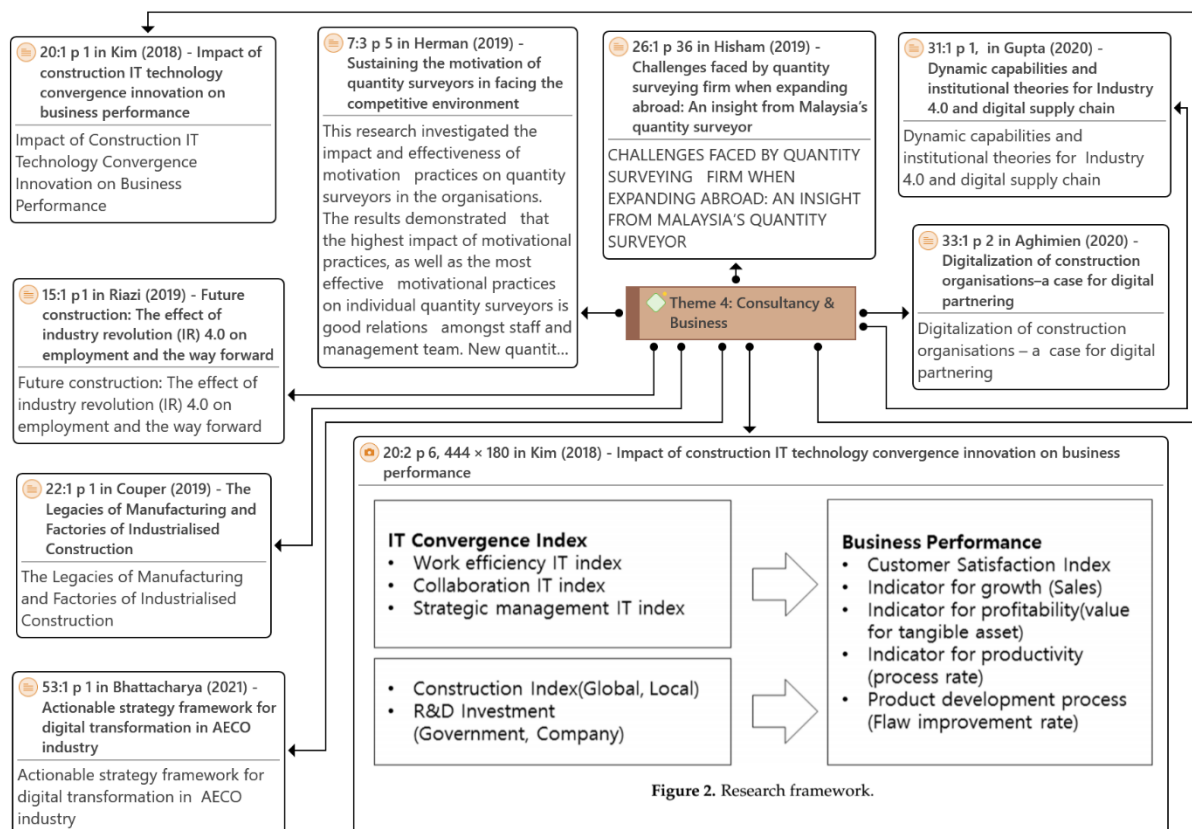 20:1 p 1 in Kim (2018) - Impact of
construction IT technology
convergence innovation on
business performance
Impact of Construction IT
Technology Convergence
Innovation on Business
Performance
7:3 p 5 in Herman (2019) -
Sustaining the motivation of
quantity surveyors in facing the
competitive environment
This research investigated the
impact and effectiveness of
motivation practices on quantity
surveyors in the organisations.
The results demonstrated that
the highest impact of motivational
practices, as well as the most
effective motivational practices
on individual quantity surveyors is
good relations amongst staff and
management team. New quantit...
26:1 p 36 in Hisham (2019) -
Challenges faced by quantity
surveying firm when expanding
abroad: An insight from Malaysia's
quantity surveyor
CHALLENGES FACED BY QUANTITY
SURVEYING FIRM WHEN
EXPANDING ABROAD: AN INSIGHT
FROM MALAYSIA'S QUANTITY
SURVEYOR
31:1 p 1, in Gupta (2020) -
Dynamic capabilities and
institutional theories for Industry
4.0 and digital supply chain
Dynamic capabilities and
institutional theories for Industry
4.0 and digital supply chain
33:1 p 2 in Aghimien (2020) -
Digitalization of construction
organisations–a case for digital
partnering
Digitalization of construction
organisations – a case for digital
partnering
Theme 4: Consultancy &
Business
15:1 p 1 in Riazi (2019) - Future
construction: The effect of
industry revolution (IR) 4.0 on
employment and the way forward
Future construction: The effect of
industry revolution (IR) 4.0 on
employment and the way forward
22:1 p 1 in Couper (2019) - The
Legacies of Manufacturing and
Factories of Industrialised
Construction
The Legacies of Manufacturing
and Factories of Industrialised
Construction
53:1 p 1 in Bhattacharya (2021) -
Actionable strategy framework for
digital transformation in AECO
industry
Actionable strategy framework for
digital transformation in AECO
industry
20:2 p 6, 444 × 180 in Kim (2018) - Impact of construction IT technology convergence innovation on business
performance
IT Convergence Index
• Work efficiency IT index
• Collaboration IT index
• Strategic management IT index
• Construction Index(Global, Local)
• R&D Investment
(Government, Company)
Business Performance
• Customer Satisfaction Index
• Indicator for growth (Sales)
• Indicator for profitability(value
for tangible asset)
• Indicator for productivity
(process rate)
• Product development process
(Flaw improvement rate)
Figure 2. Research framework.